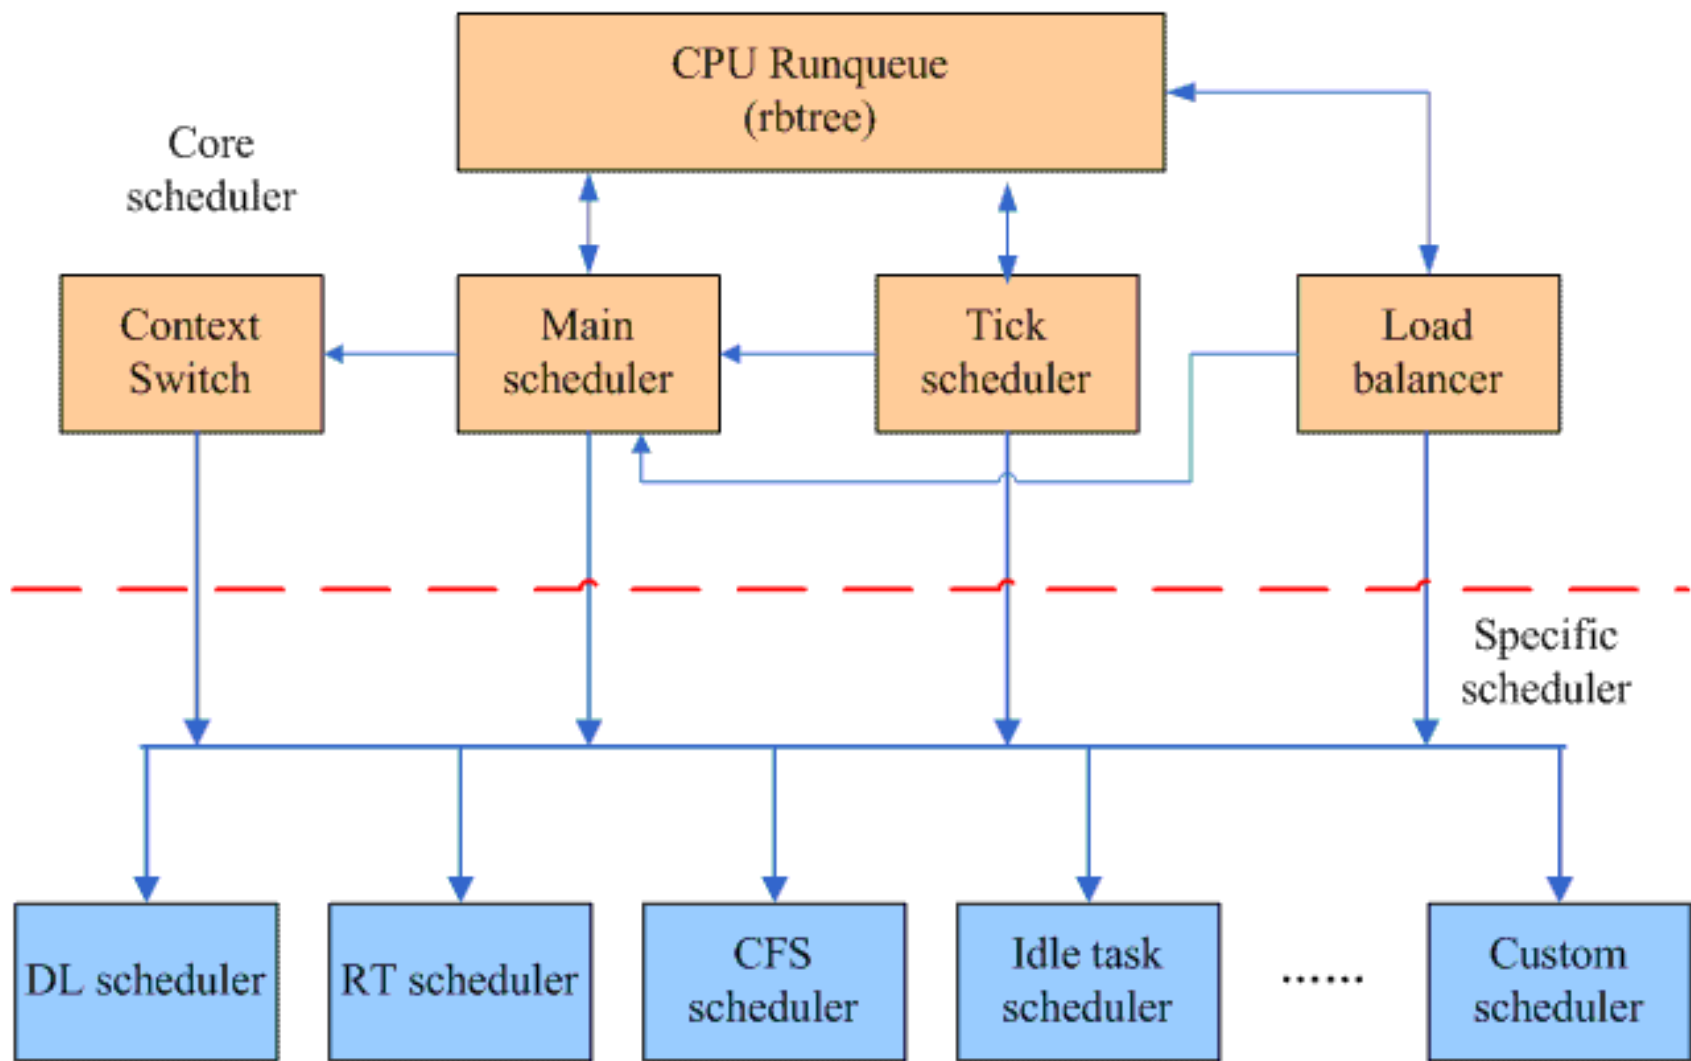 CPU Runqueue
(rbtree)
Core
scheduler
Context
Switch
Main
scheduler
Tick
scheduler
Load
balancer
Specific
scheduler
DL scheduler
RT scheduler
CFS
scheduler
Idle task
scheduler
......
Custom
scheduler